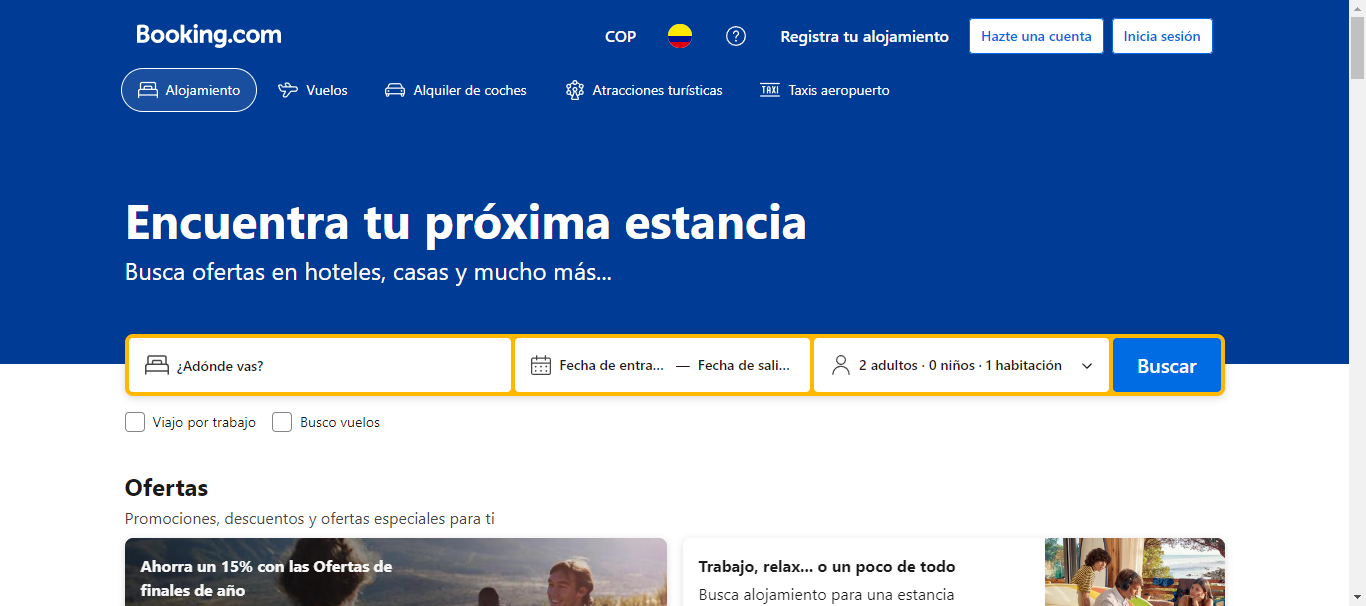 Booking.com
COP
Registra tu alojamiento
Hazte una cuenta
Inicia sesión
Alojamiento
Vuelos
Alquiler de coches
Atracciones turísticas
TAXI
Taxis aeropuerto
Encuentra tu próxima estancia
Busca ofertas en hoteles, casas y mucho más...
¿Adónde vas?
Fecha de entra... — Fecha de sali...
2 adultos · 0 niños · 1 habitación
Buscar
Viajo por trabajo
Busco vuelos
Ofertas
Promociones, descuentos y ofertas especiales para ti
Ahorra un 15% con las Ofertas de
finales de año
Trabajo, relax... o un poco de todo
Busca alojamiento para una estancia